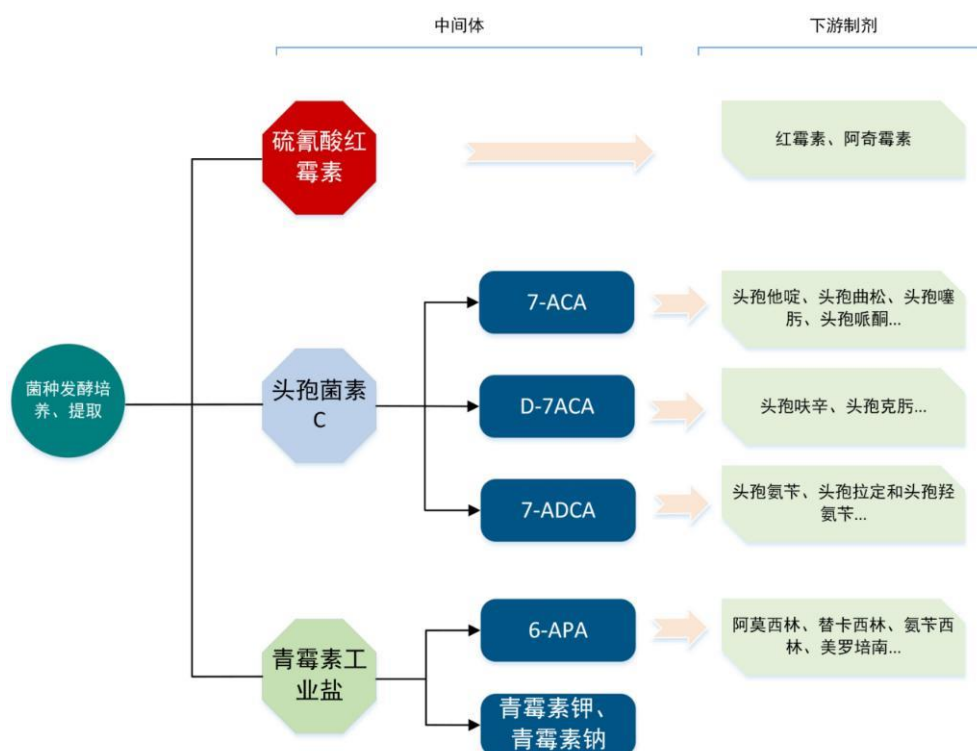 中间体
下游制剂
硫氰酸红
霉素
红霉素、阿奇霉素
菌种发酵培
养、提取
头孢菌素
C
7-ACA
头孢他啶、头孢曲松、头孢噻
肟、头孢哌酮...
D-7ACA
头孢呋辛、头孢克肟...
7-ADCA
头孢氨苄、头孢拉定和头孢羟
氨苄...
青霉素工
业盐
6-APA
阿莫西林、替卡西林、氨苄西
林、美罗培南...
青霉素钾、
青霉素钠